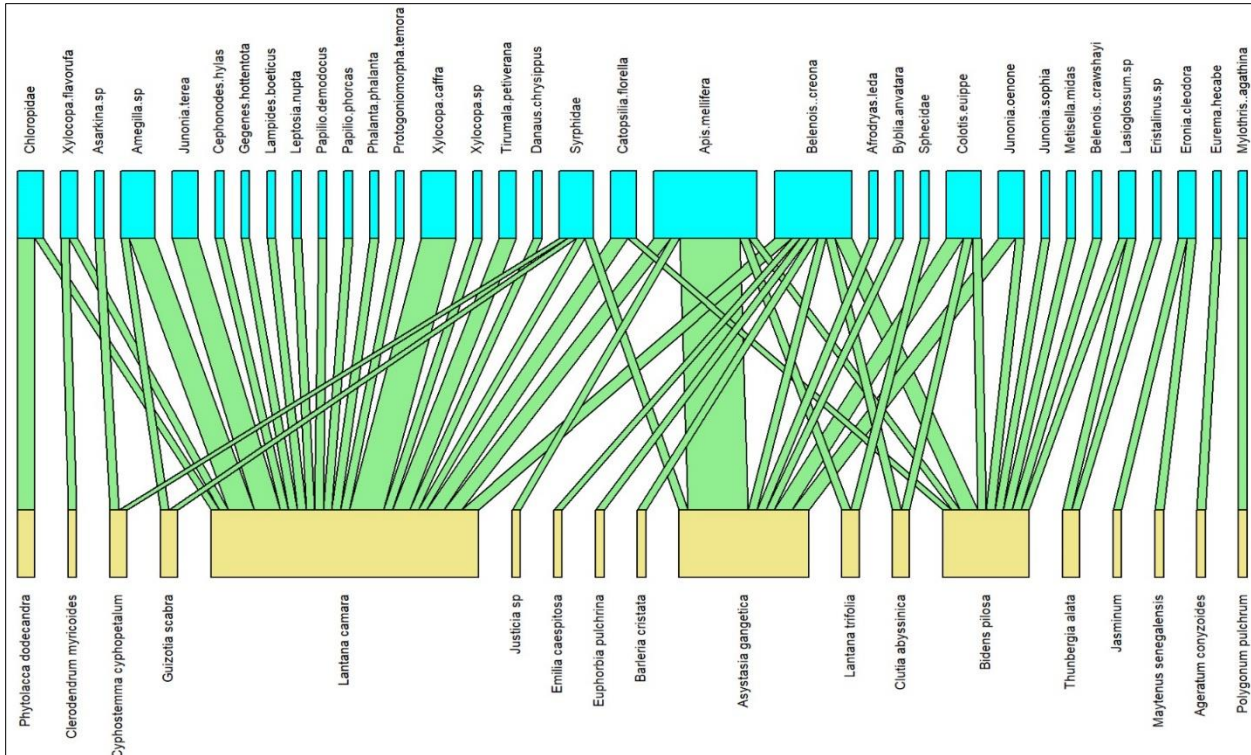 Chloropidae
Xylocopa.flavorufa
Asarkina.sp
Amegilla.sp
Junonia.terea
Cephonodes.hylas
Gegenes.hottentota
Lampides.boeticus
Leptosia.nupta
Papilio.demodocus
Papilio.phorcas
Phalanta.phalanta
Protogoniomorpha.temora
Xylocopa.caffra
Xylocopa.sp
Tirumala.petiverana
Danaus.chrysippus
Syrphidae
Catopsilia.florella
Apis.mellifera
Belenois..creona
Afrodryas.leda
Byblia.anvatara
Sphecidae
Colotis.euippe
Junonia.oenone
Junonia.sophia
Metisella.midas
Belenois..crawshayi
Lasioglossum.sp
Eristalinus.sp
Eronia.cleodora
Eurema.hecabe
Mylothris..agathina
Phytolacca dodecandra
Clerodendrum myricoides
Cyphostemma cyphopetalum
Guizotia scabra
Lantana camara
Justicia sp
Emilia caespitosa
Euphorbia pulchrina
Barleria cristata
Asystasia gangetica
Lantana trifolia
Clutia abyssinica
Bidens pilosa
Thunbergia alata
Jasminum
Maytenus senegalensis
Ageratum conyzoides
Polygonum pulchrum